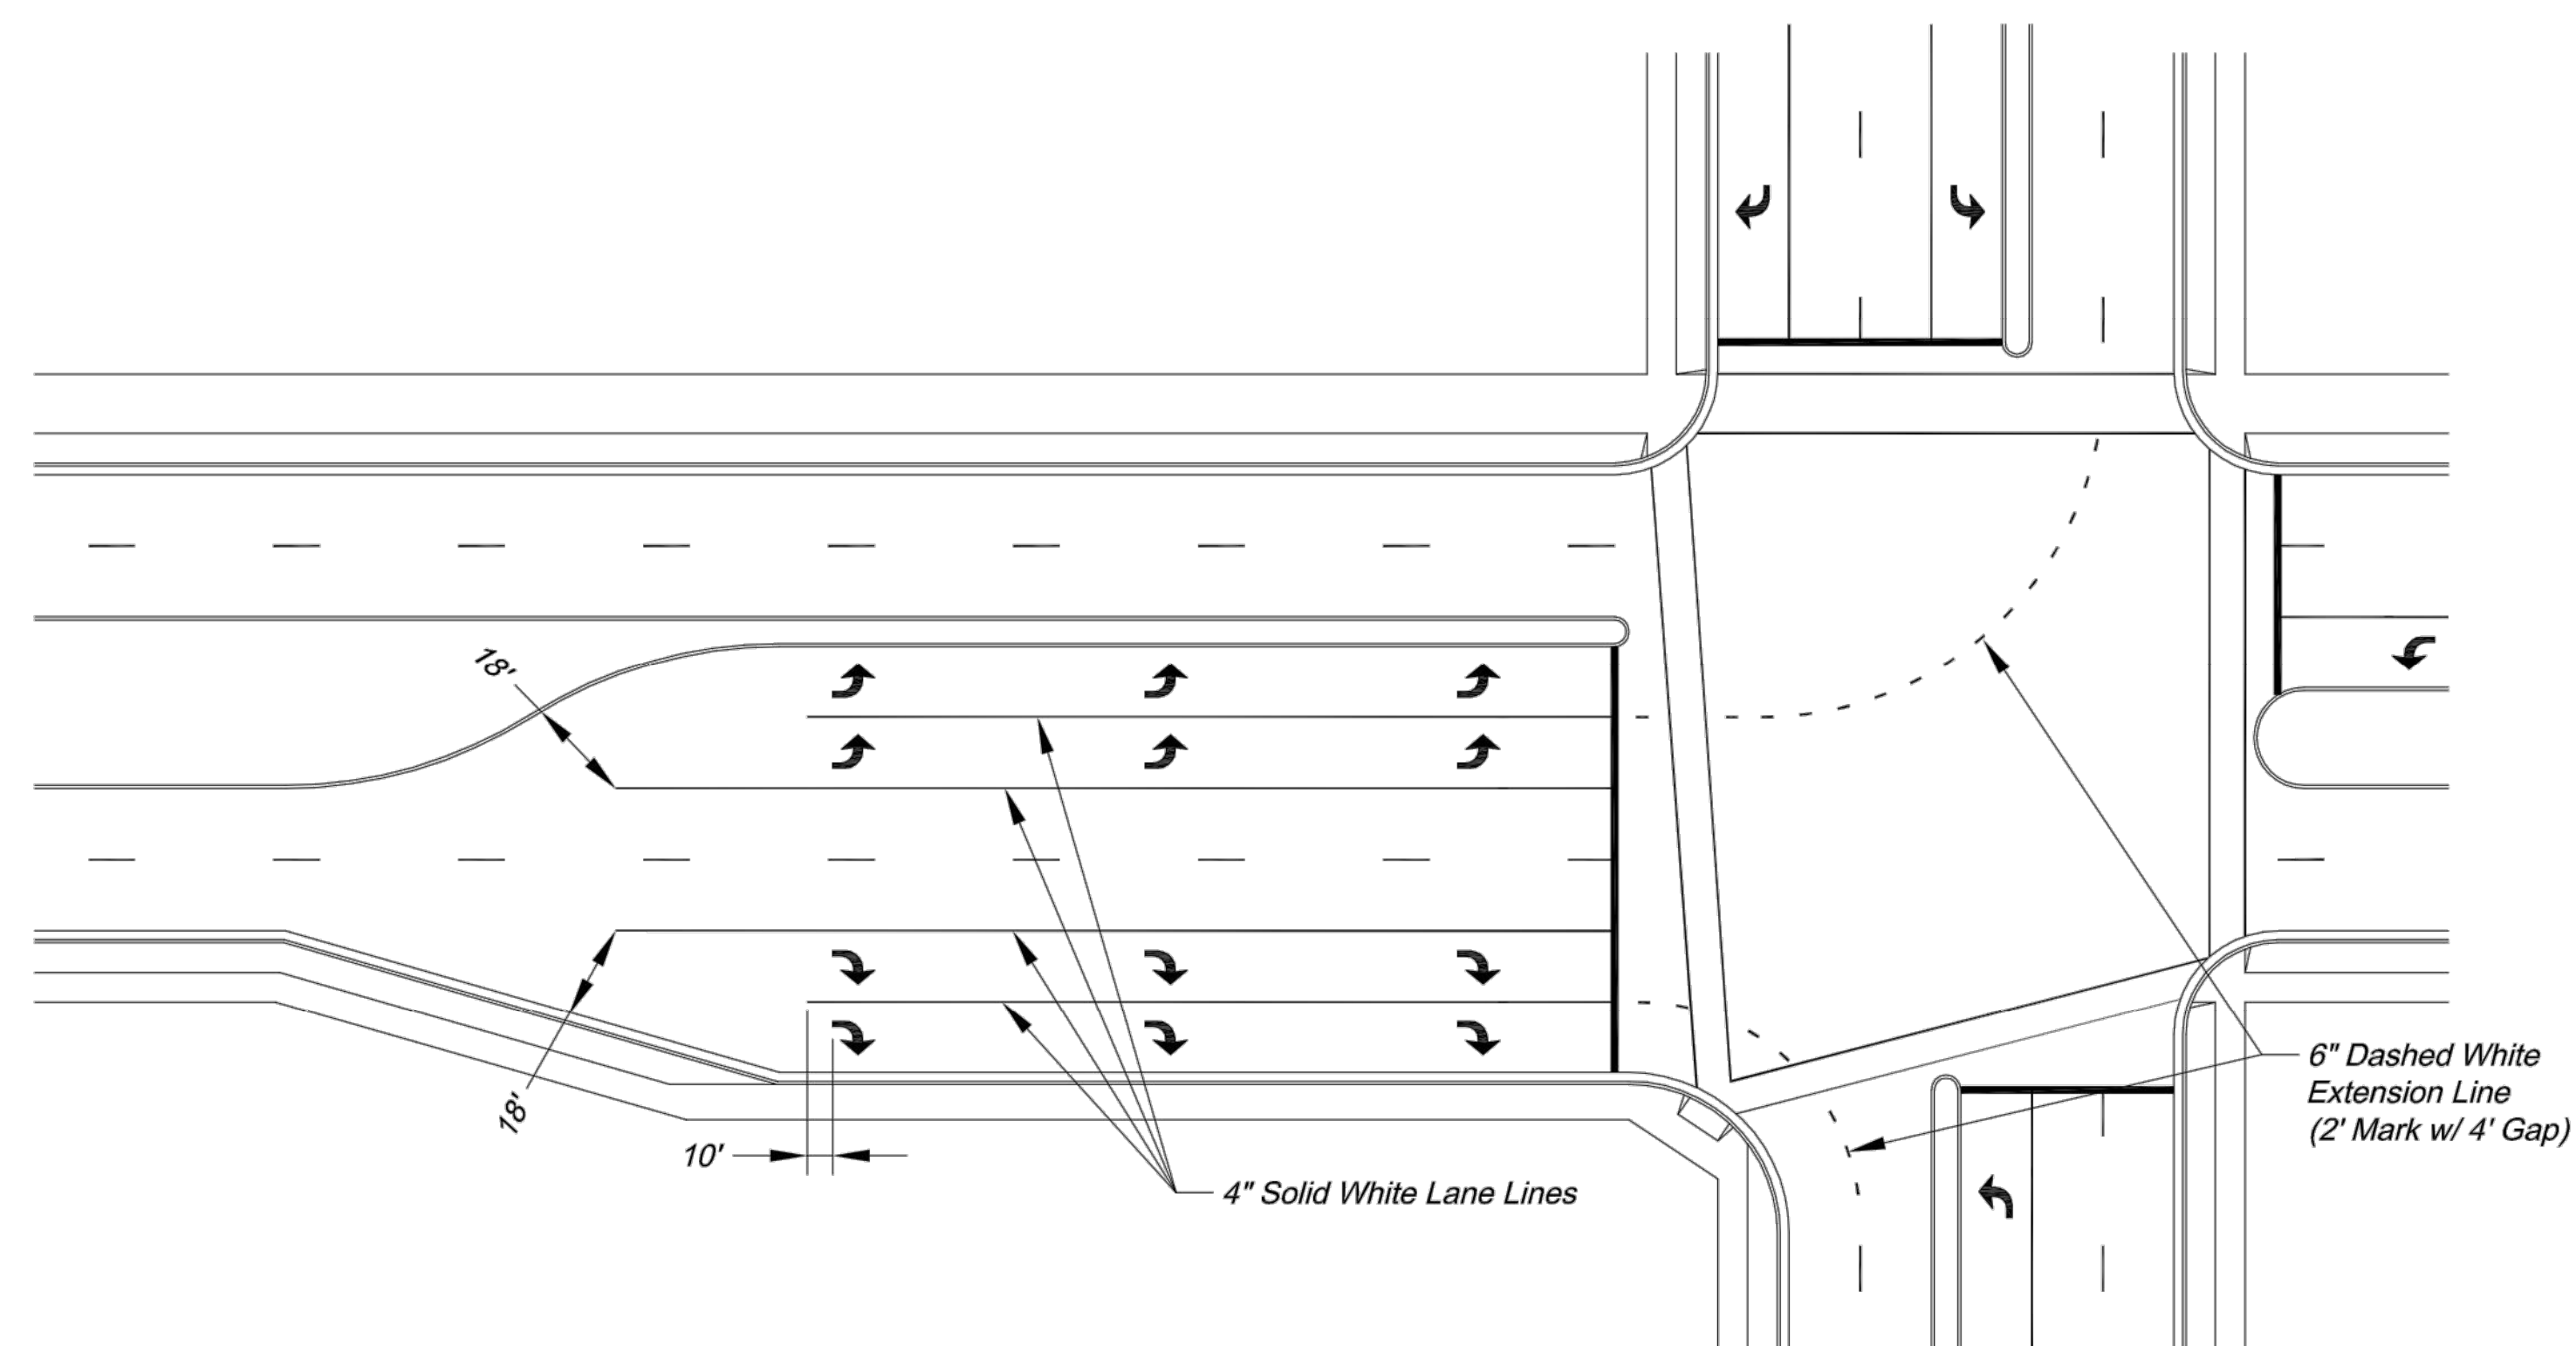 18'
18'
10'
4" Solid White Lane Lines
6" Dashed White
Extension Line
(2' Mark w/ 4' Gap)